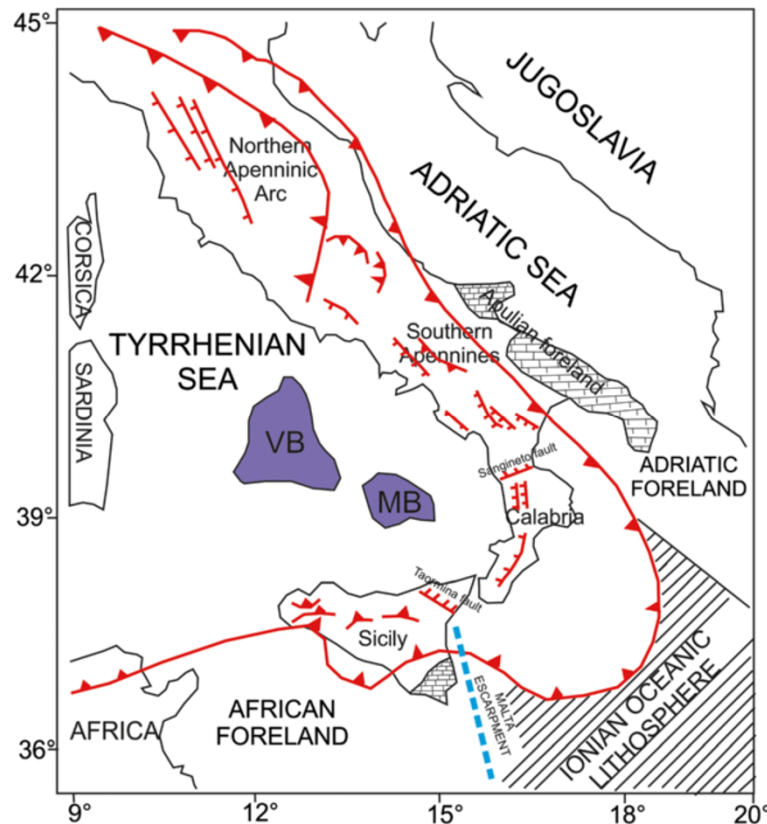 45°
42°
39°
36°
9°
12°
15°
18°
20°
JUGOSLAVIA
ADRIATIC SEA
Northern
Apenninic
Arc
CORSICA
SARDINIA
TYRRHENIAN
SEA
VB
MB
Southern
Apennines
Apulian foreland
ADRIATIC
FORELAND
Sangineto fault
Calabria
Taormina fault
Sicily
MALTA
ESCARPMENT
IONIAN OCEANIC
LITHOSPHERE
AFRICA
AFRICAN
FORELAND